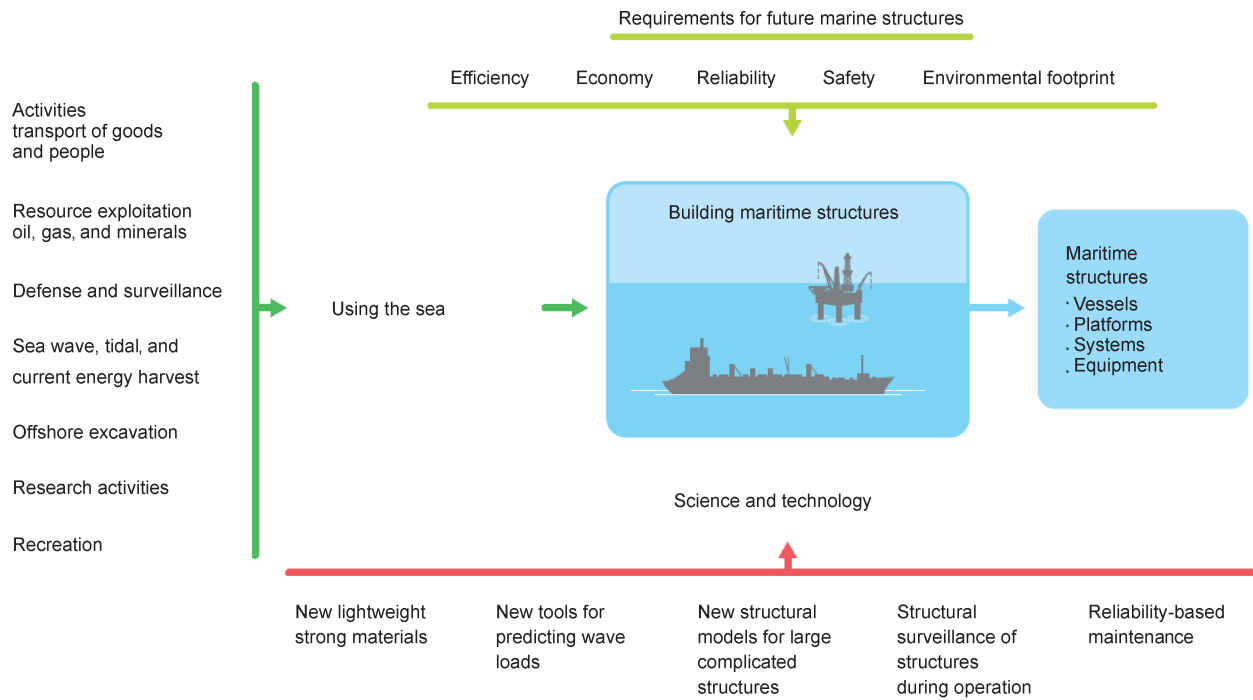 Requirements for future marine structures
Efficiency Economy Reliability Safety Environmental footprint
Activities
transport of goods
and people
Resource exploitation
oil, gas, and minerals
Defense and surveillance
Sea wave, tidal, and
current energy harvest
Offshore excavation
Research activities
Recreation
Using the sea
Building maritime structures
Maritime
structures
· Vessels
· Platforms
· Systems
· Equipment
Science and technology
New lightweight
strong materials
New tools for
predicting wave
loads
New structural
models for large
complicated
structures
Structural
surveillance of
structures
during operation
Reliability-based
maintenance